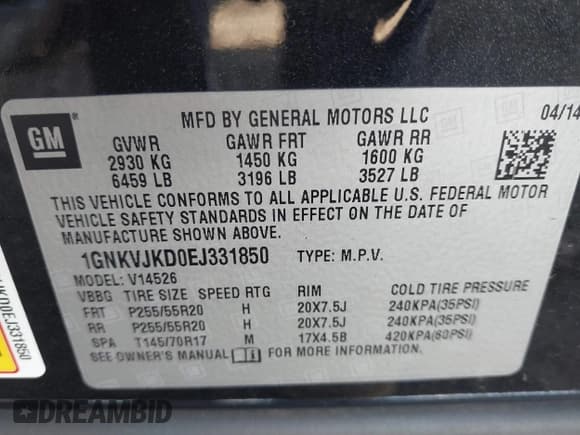 GM
MFD BY GENERAL MOTORS LLC 04/14
GVWR GAWR FRT GAWR RR
2930 KG 1450 KG 1600 KG
6459 LB 3196 LB 3527 LB
THIS VEHICLE CONFORMS TO ALL APPLICABLE U.S. FEDERAL MOTOR
VEHICLE SAFETY STANDARDS IN EFFECT ON THE DATE OF
MANUFACTURE SHOWN ABOVE.
1GNKVJKD0EJ331850 TYPE: M.P.V.
MODEL: V14526
VBBG TIRE SIZE SPEED RTG RIM COLD TIRE PRESSURE
FRT P255/55R20 H 20X7.5J 240KPA(35PSI)
RR P255/55R20 H 20X7.5J 240KPA(35PSI)
SPA T145/70R17 M 17X4.5B 420KPA(60PSI)
SEE OWNER'S MANUAL FOR MORE INFORMATION.
KD0EJ331850
DREAMBID